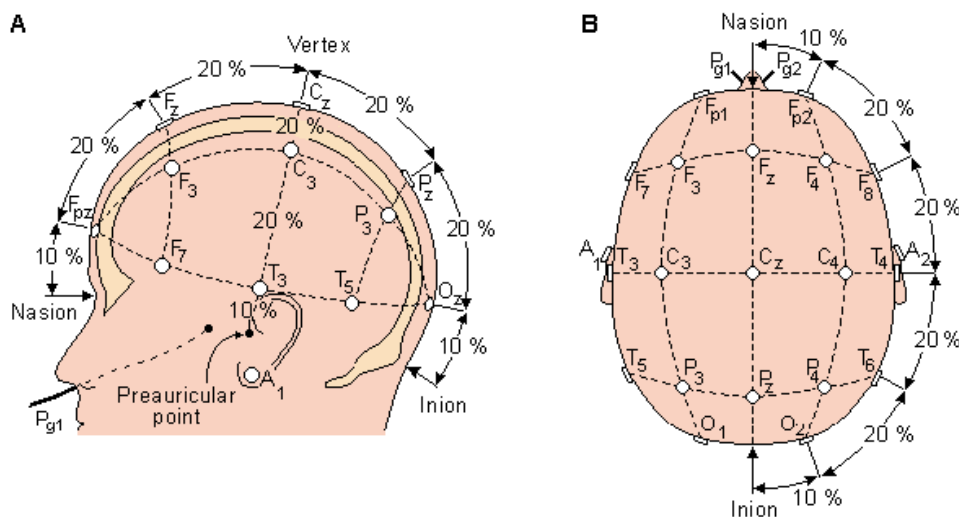 A
Vertex
20 %
20 %
Fz
Cz
20 %
20 %
20 %
F3
C3
Pz
Fpz
20 %
P3
20 %
10 %
F7
T3
T5
Oz
Nasion
10 %
10 %
A1
Preauricular
point
Inion
Pg1
B
Nasion
10 %
Pg1
Pg2
Fp1
Fp2
20 %
F7
F3
Fz
F4
F8
20 %
A1
T3
C3
Cz
C4
T4
A2
20 %
T5
P3
Pz
P4
T6
O1
O2
20 %
10 %
Inion